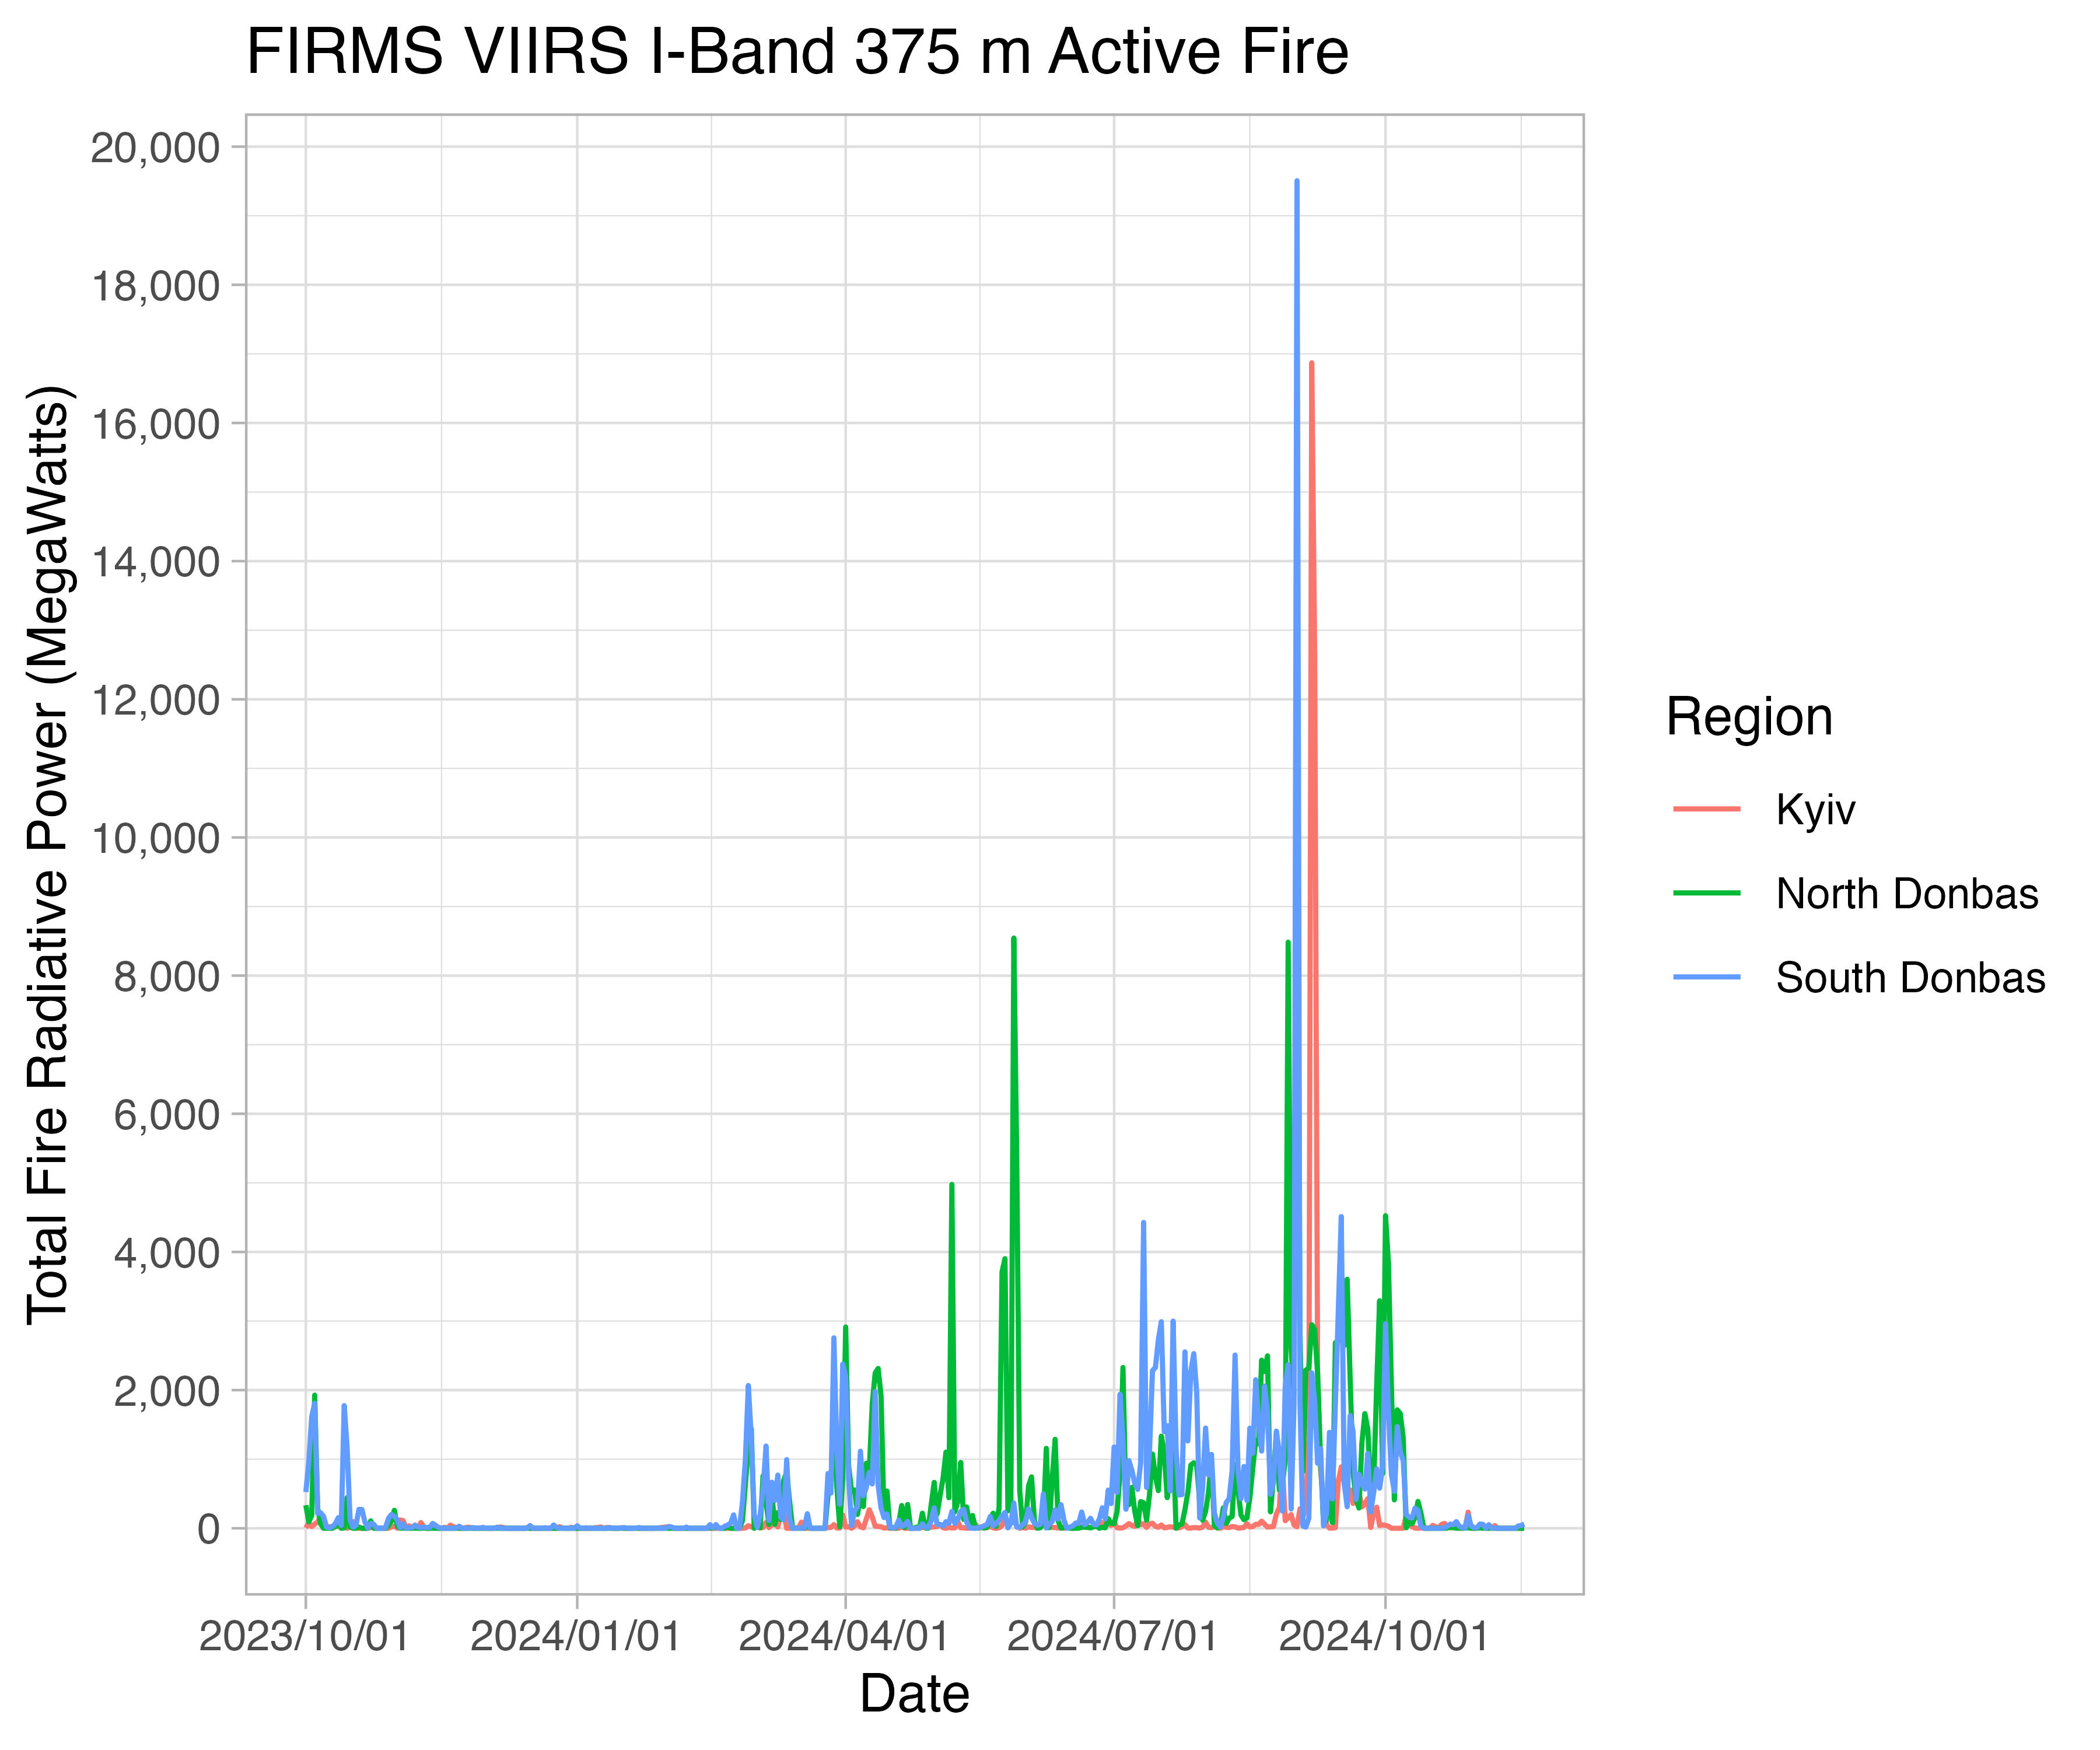 FIRMS VIIRS I-Band 375 m Active Fire
Total Fire Radiative Power (MegaWatts)
20,000
18,000
16,000
14,000
12,000
10,000
8,000
6,000
4,000
2,000
0
2023/10/01
2024/01/01
2024/04/01
2024/07/01
2024/10/01
Date
Region
Kyiv
North Donbas
South Donbas